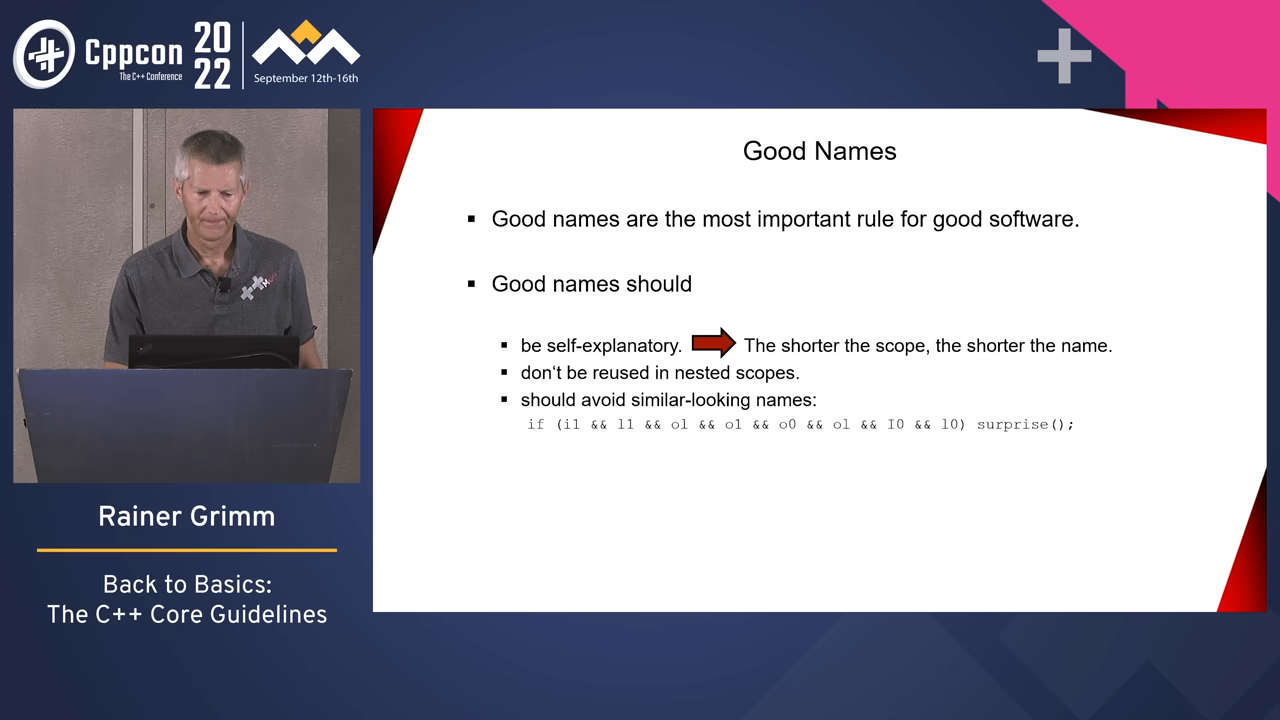 Cppcon
The C++ Conference
20
22
September 12th-16th
Good Names
▪ Good names are the most important rule for good software.
▪ Good names should
▪ be self-explanatory. The shorter the scope, the shorter the name.
▪ don‘t be reused in nested scopes.
▪ should avoid similar-looking names:
if (i1 && l1 && ol && o1 && o0 && ol && I0 && l0) surprise();
Rainer Grimm
Back to Basics:
The C++ Core Guidelines